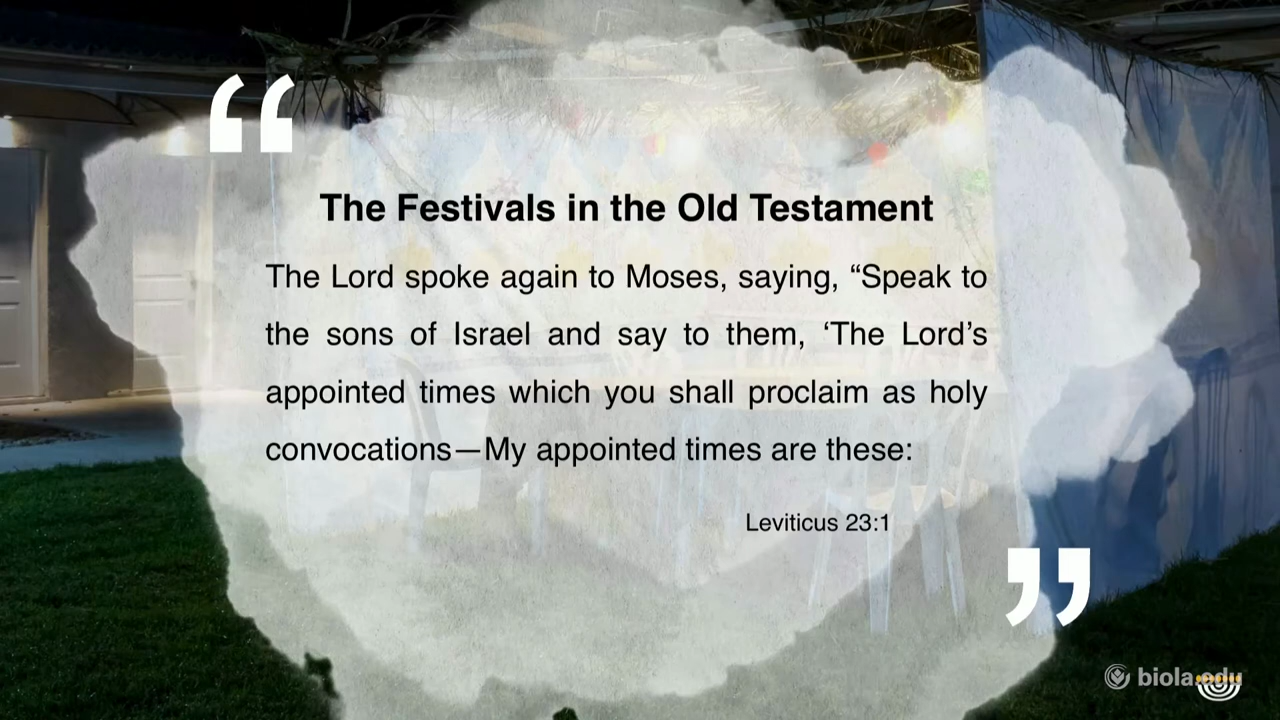 “
The Festivals in the Old Testament
The Lord spoke again to Moses, saying, “Speak to
the sons of Israel and say to them, ‘The Lord’s
appointed times which you shall proclaim as holy
convocations—My appointed times are these:
Leviticus 23:1
”
biola.edu